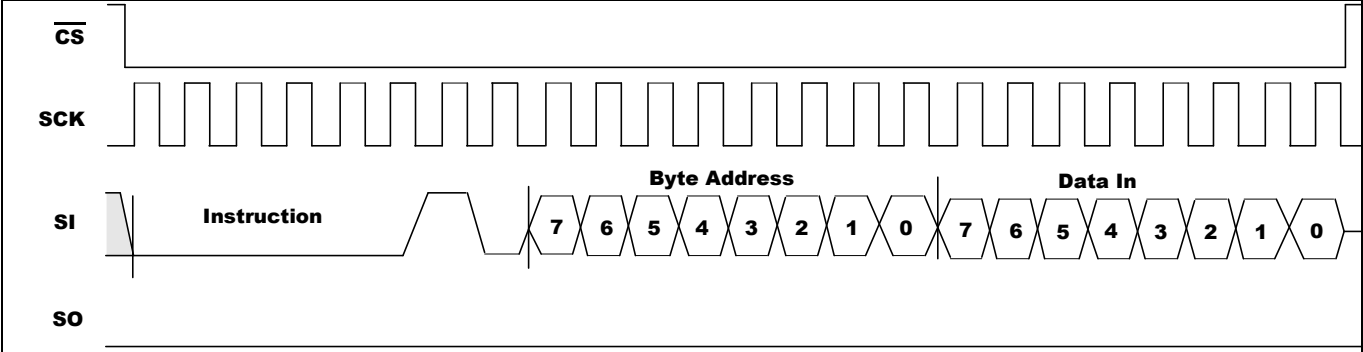 CS
SCK
Byte Address
Data In
SI
Instruction
7 6 5 4 3 2 1 0 7 6 5 4 3 2 1 0
SO